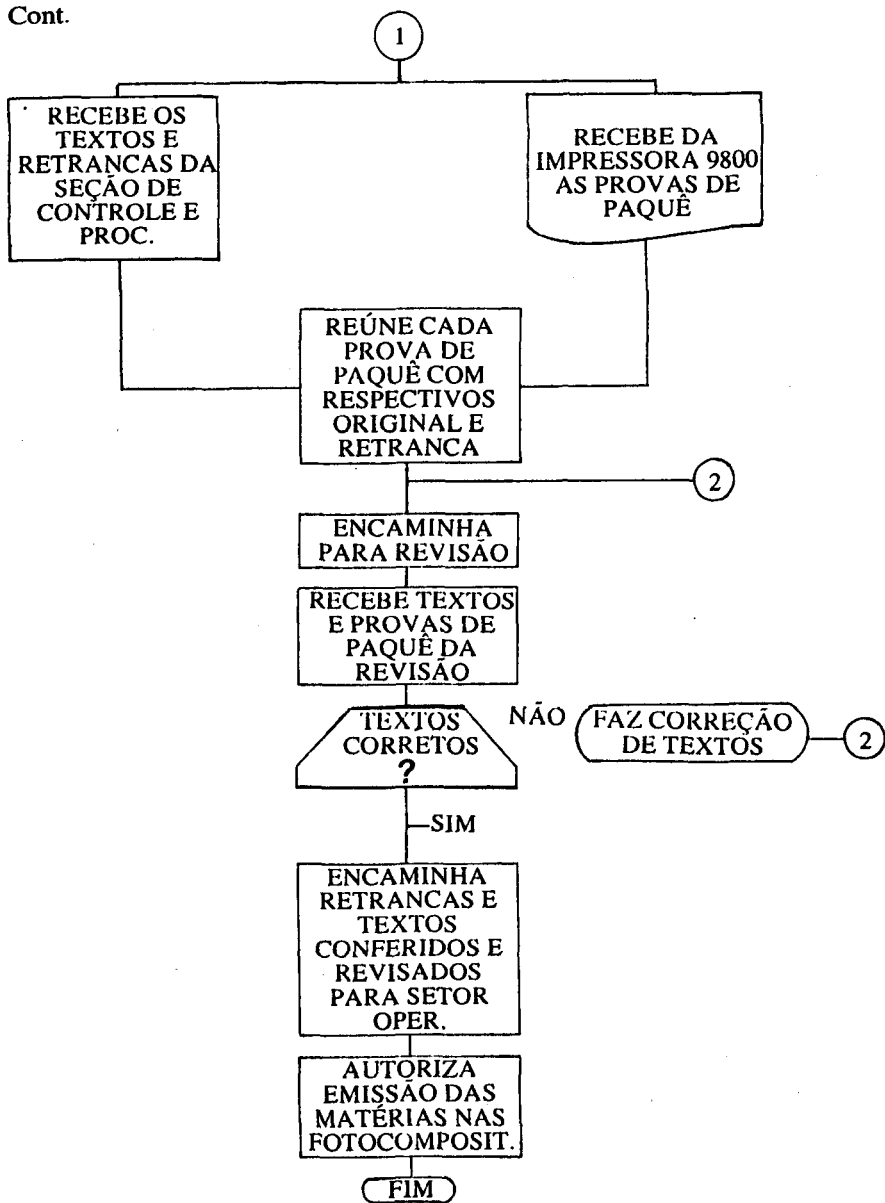 Cont.
1
RECEBE OS
TEXTOS E
RETRANCAS DA
SEÇÃO DE
CONTROLE E
PROC.
RECEBE DA
IMPRESSORA 9800
AS PROVAS DE
PAQUÊ
REÚNE CADA
PROVA DE
PAQUÊ COM
RESPECTIVOS
ORIGINAL E
RETRANCA
2
ENCAMINHA
PARA REVISÃO
RECEBE TEXTOS
E PROVAS DE
PAQUÊ DA
REVISÃO
TEXTOS
CORRETOS
?
NÃO
FAZ CORREÇÃO
DE TEXTOS
2
SIM
ENCAMINHA
RETRANCAS E
TEXTOS
CONFERIDOS E
REVISADOS
PARA SETOR
OPER.
AUTORIZA
EMISSÃO DAS
MATÉRIAS NAS
FOTOCOMPOSIT.
FIM